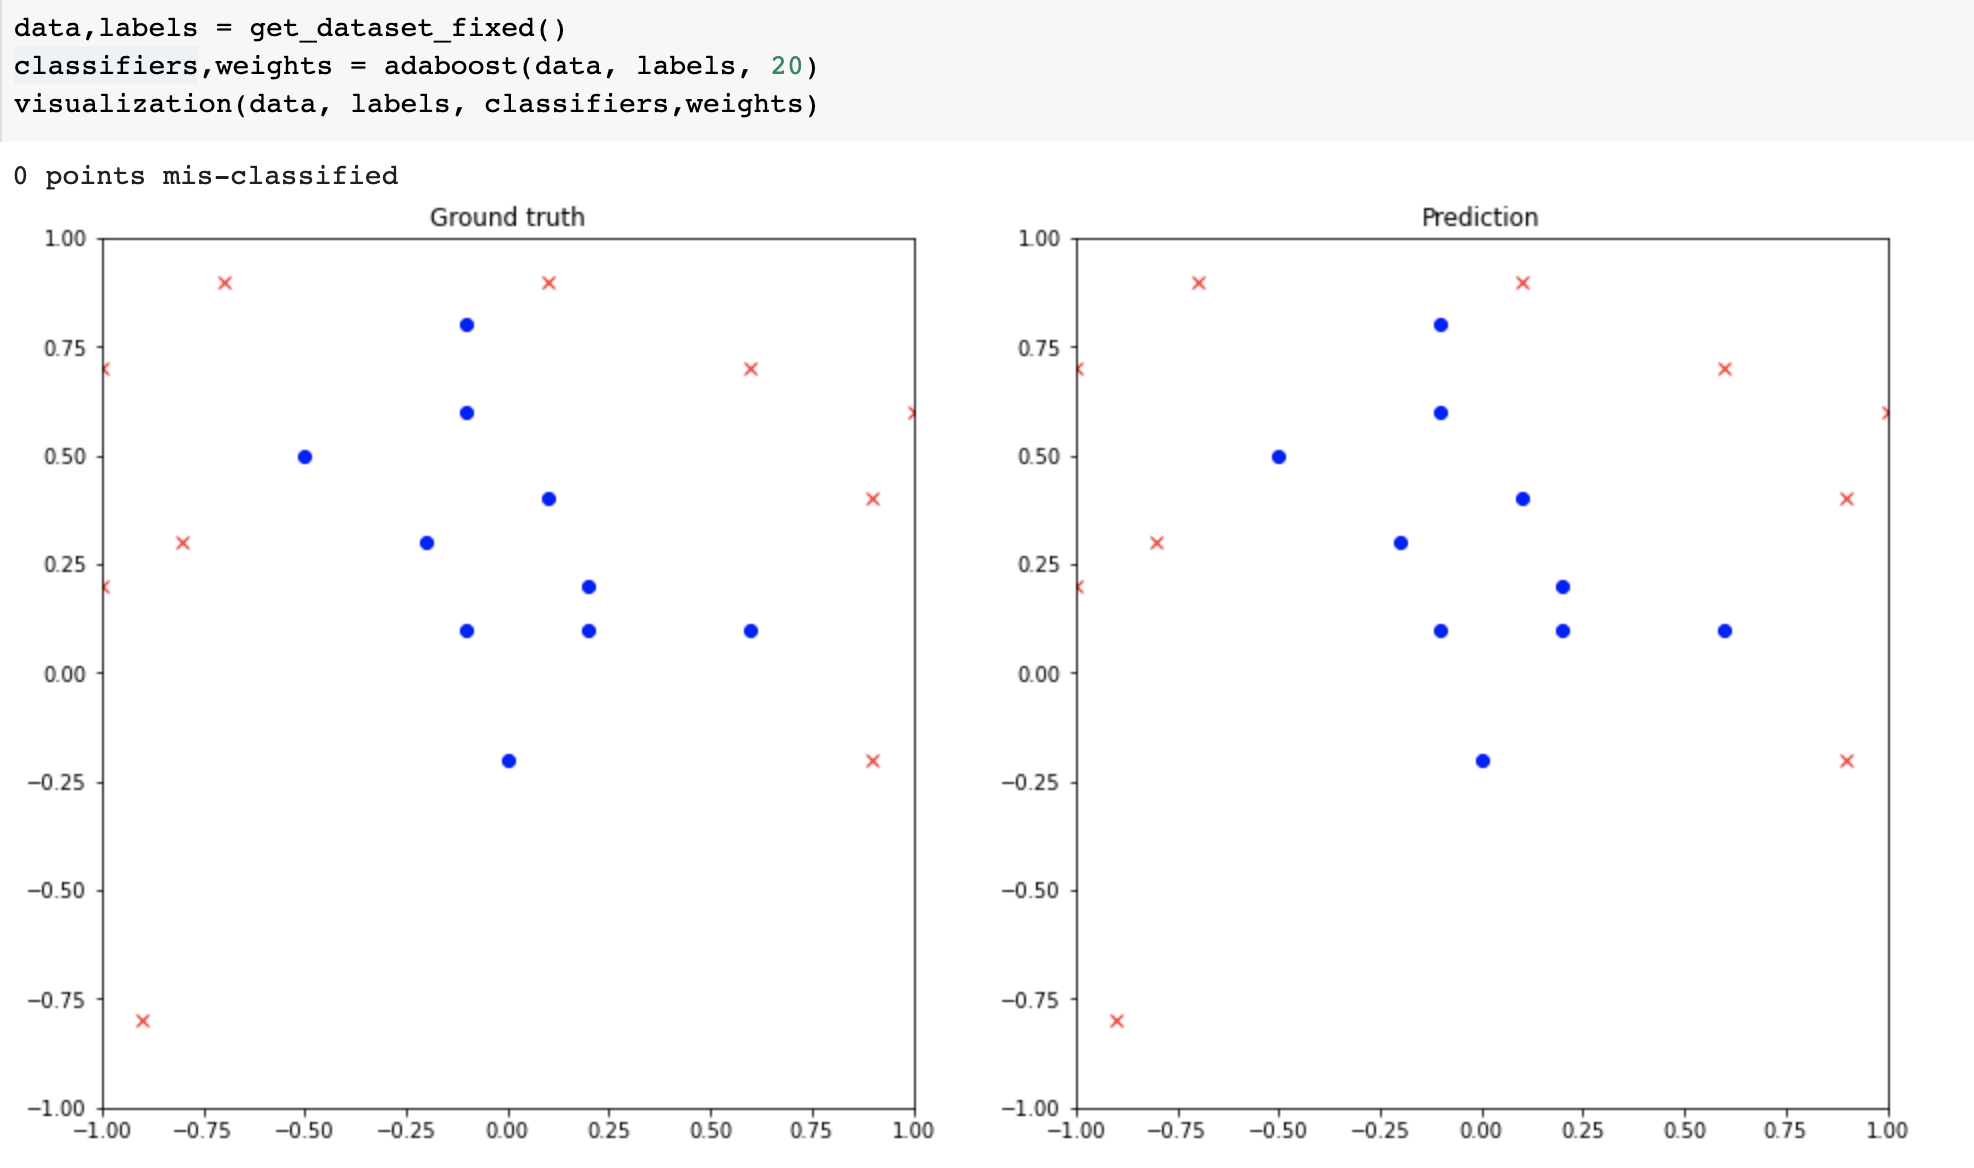 data,labels = get_dataset_fixed()
classifiers,weights = adaboost(data, labels, 20)
visualization(data, labels, classifiers,weights)
0 points mis-classified
Ground truth
1.00
0.75
0.50
0.25
0.00
−0.25
−0.50
−0.75
−1.00
−1.00 −0.75 −0.50 −0.25 0.00 0.25 0.50 0.75 1.00
Prediction
1.00
0.75
0.50
0.25
0.00
−0.25
−0.50
−0.75
−1.00
−1.00 −0.75 −0.50 −0.25 0.00 0.25 0.50 0.75 1.00